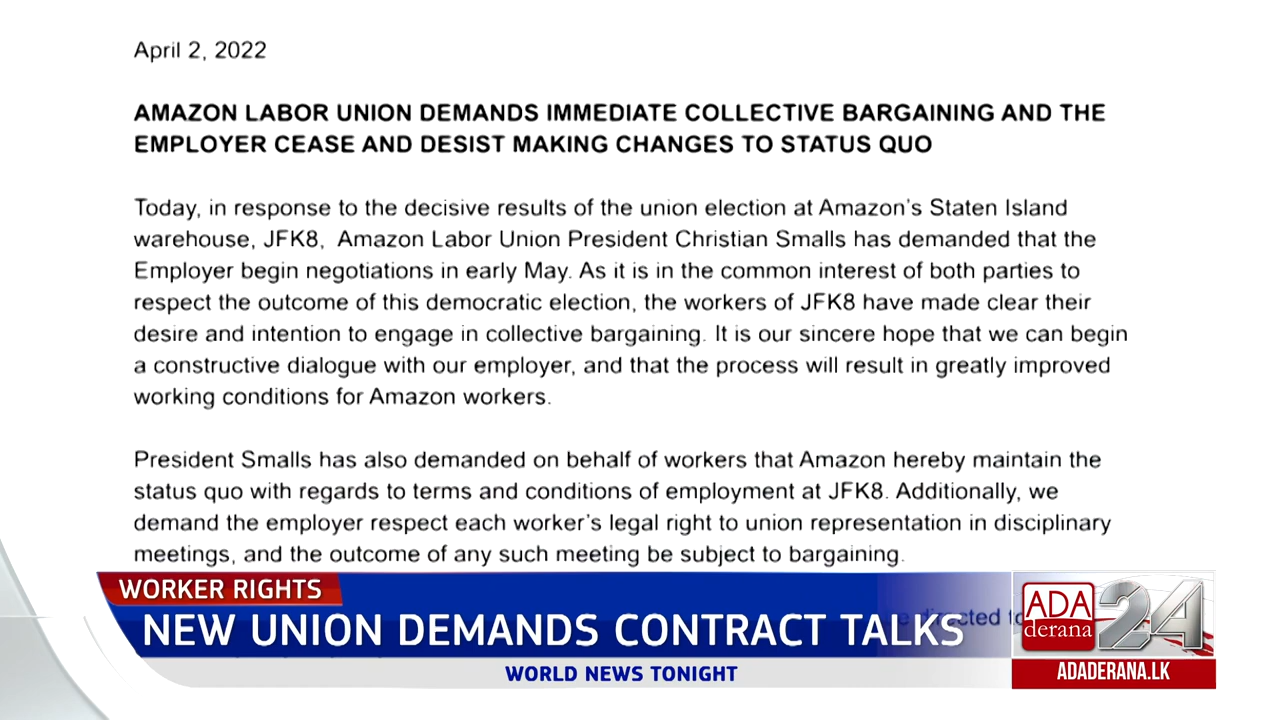 April 2, 2022
AMAZON LABOR UNION DEMANDS IMMEDIATE COLLECTIVE BARGAINING AND THE
EMPLOYER CEASE AND DESIST MAKING CHANGES TO STATUS QUO
Today, in response to the decisive results of the union election at Amazon's Staten Island
warehouse, JFK8, Amazon Labor Union President Christian Smalls has demanded that the
Employer begin negotiations in early May. As it is in the common interest of both parties to
respect the outcome of this democratic election, the workers of JFK8 have made clear their
desire and intention to engage in collective bargaining. It is our sincere hope that we can begin
a constructive dialogue with our employer, and that the process will result in greatly improved
working conditions for Amazon workers.
President Smalls has also demanded on behalf of workers that Amazon hereby maintain the
status quo with regards to terms and conditions of employment at JFK8. Additionally, we
demand the employer respect each worker's legal right to union representation in disciplinary
meetings, and the outcome of any such meeting be subject to bargaining.
WORKER RIGHTS
NEW UNION DEMANDS CONTRACT TALKS
WORLD NEWS TONIGHT
ADA
derana
24
ADADERANA.LK